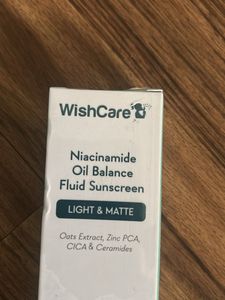 WishCare
Niacinamide
Oil Balance
Fluid Sunscreen
LIGHT & MATTE
Oats Extract, Zinc PCA,
CICA & Ceramides